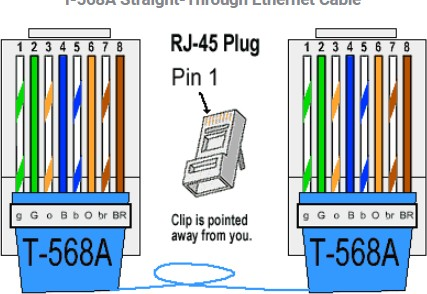 T-568A Straight-Through Ethernet Cable
1 2 3 4 5 6 7 8
RJ-45 Plug
Pin 1
1 2 3 4 5 6 7 8
Clip is pointed
away from you.
g G o B b O br BR
g G o B b O br BR
T-568A
T-568A